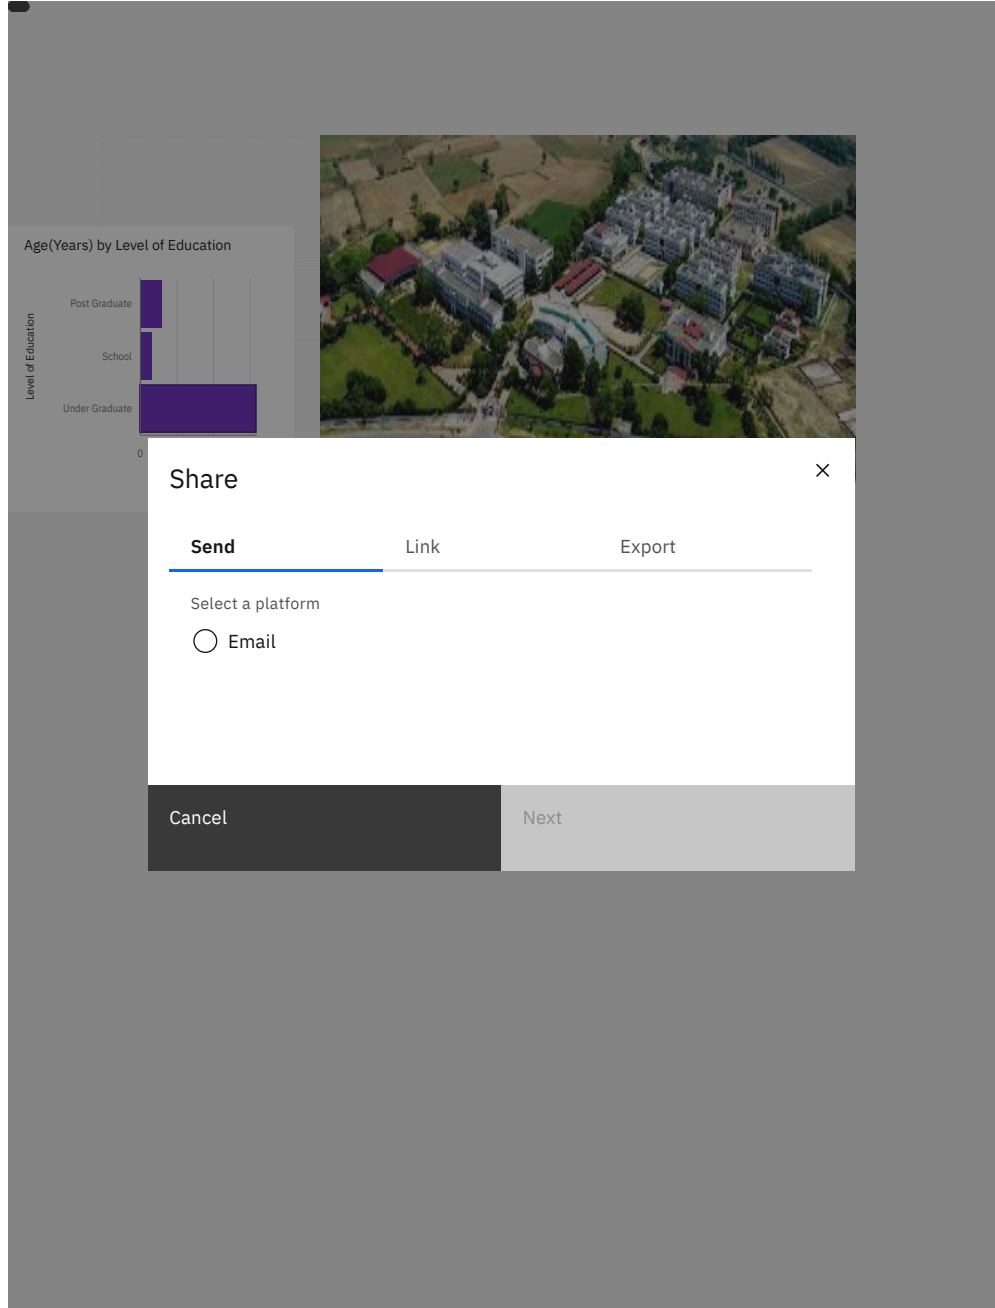 Age(Years) by Level of Education
Level of Education
Post Graduate
School
Under Graduate
0
Share
Send
Link
Export
Select a platform
Email
Cancel
Next